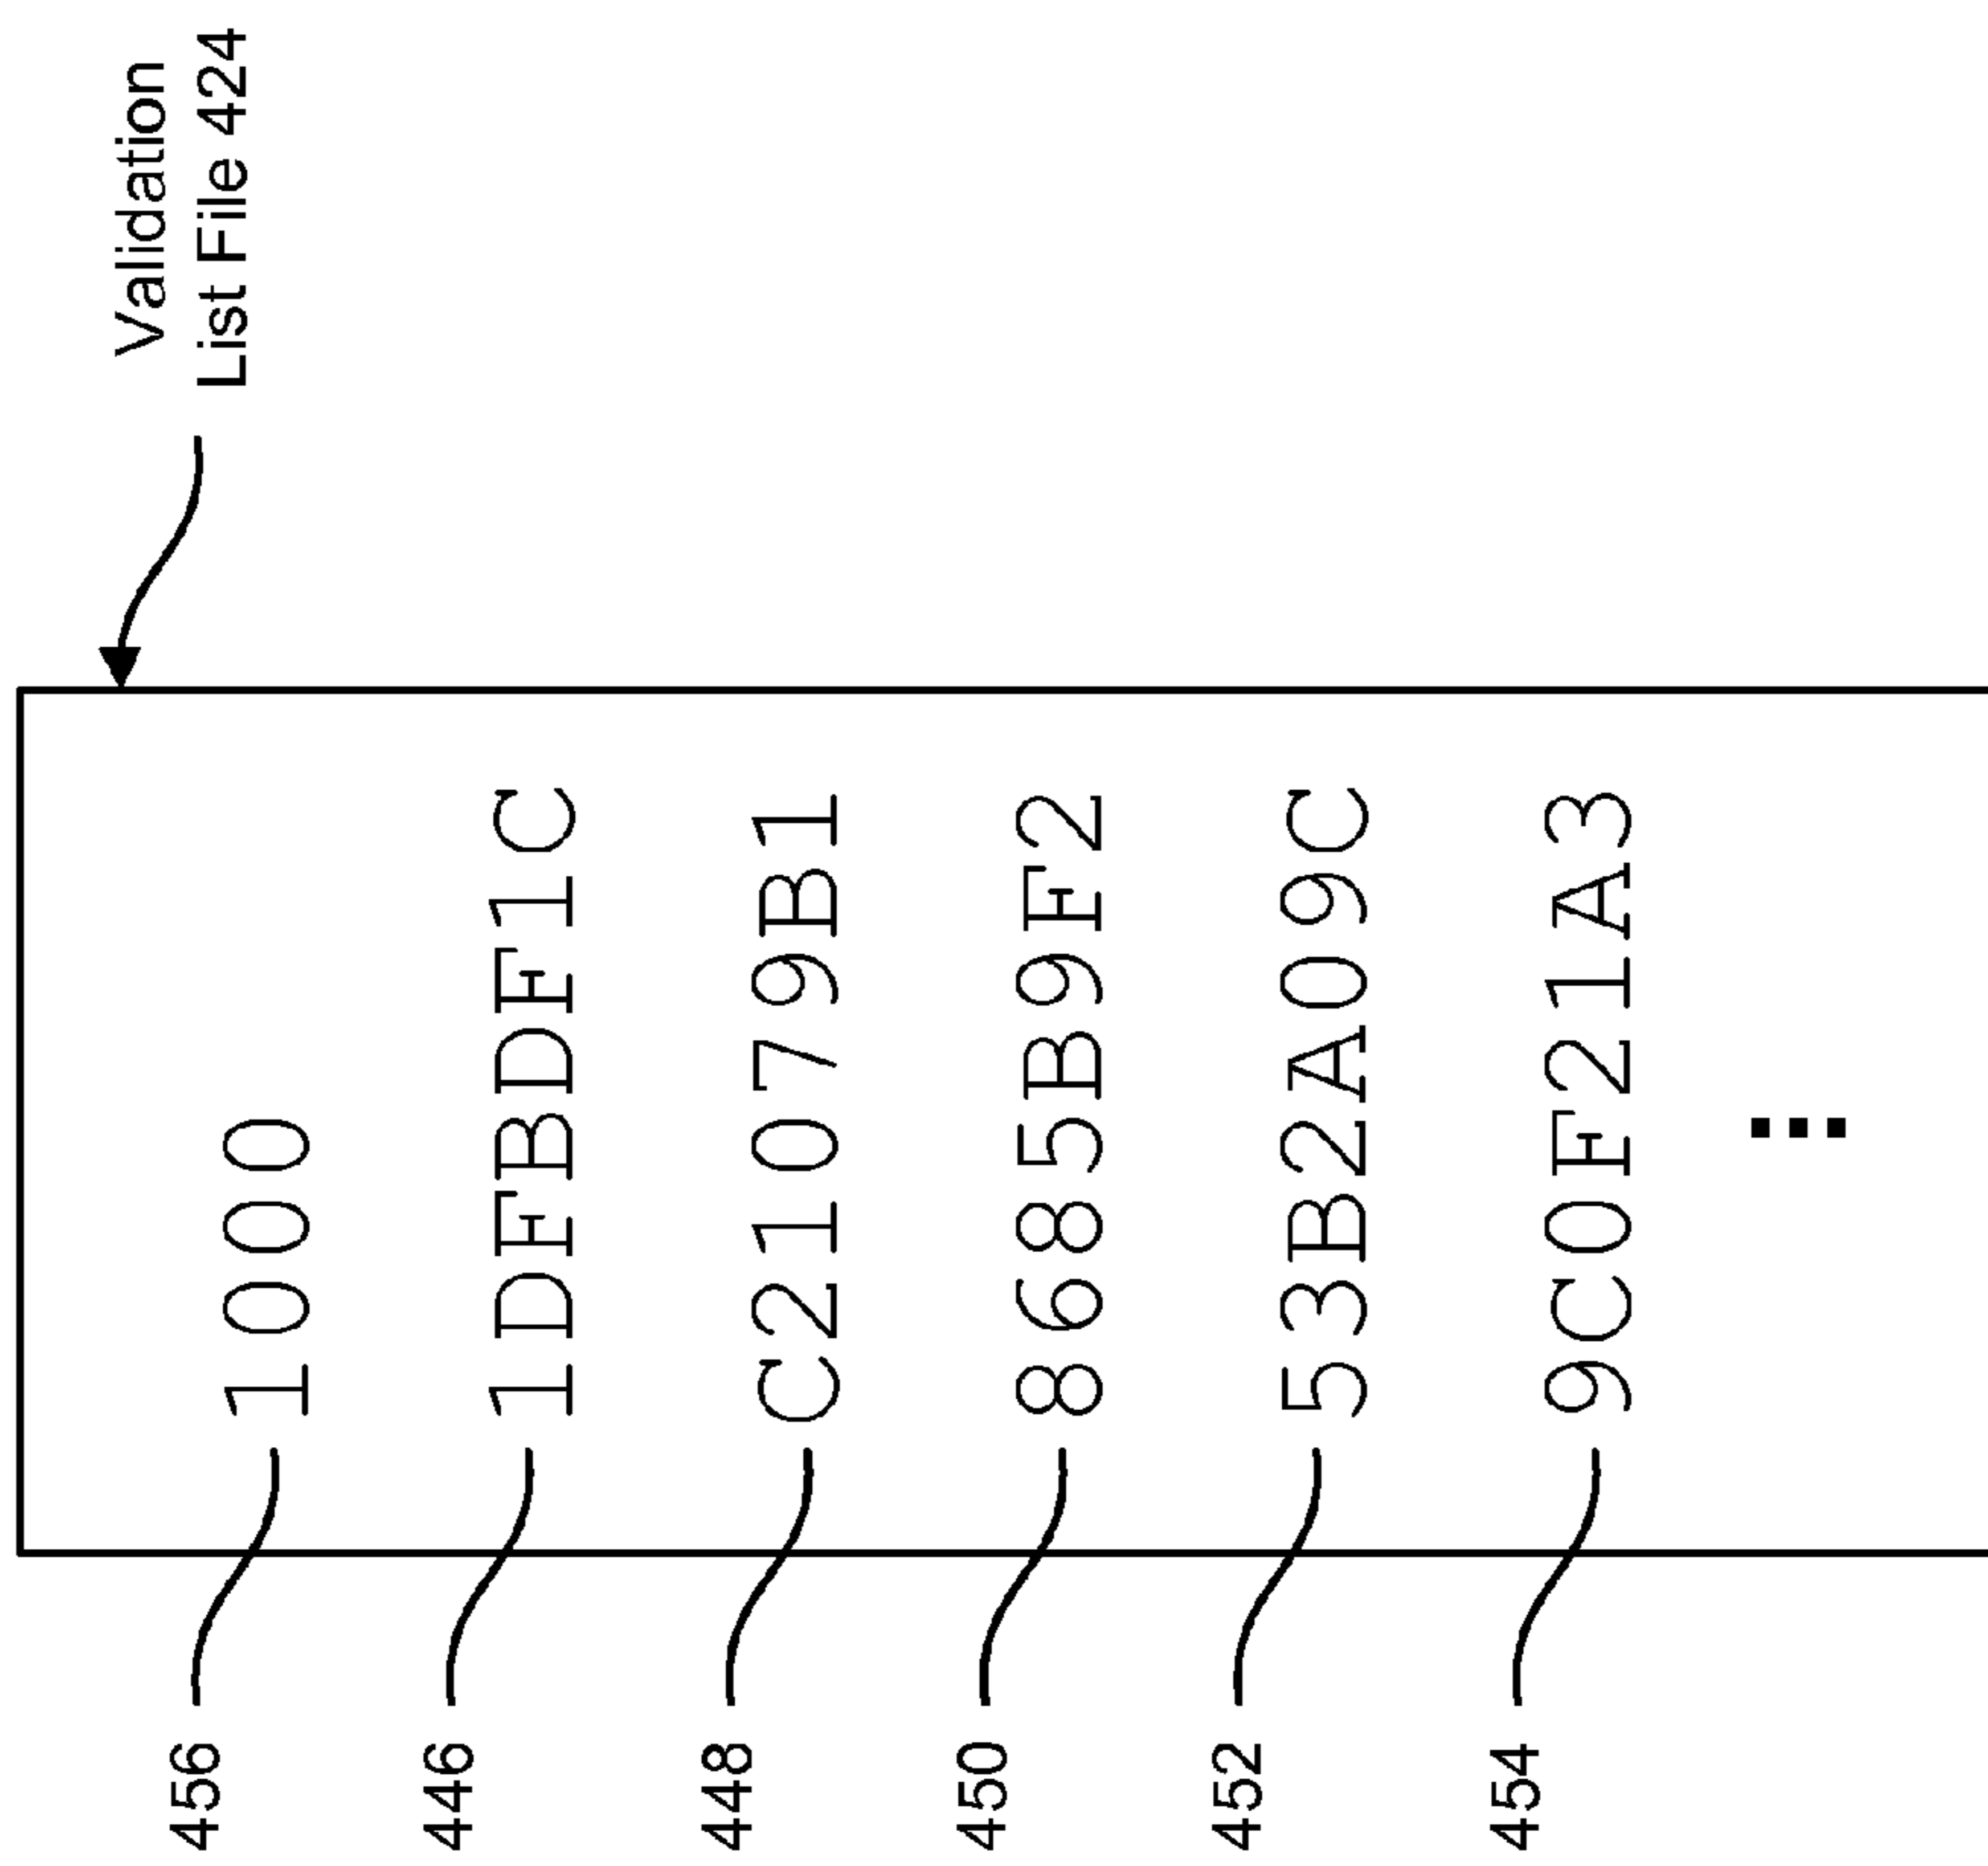 Validation
List File 424
456 1000
446 1DFBDF1C
448 C21079B1
450 8685B9F2
452 53B2A09C
454 9C0F21A3
...